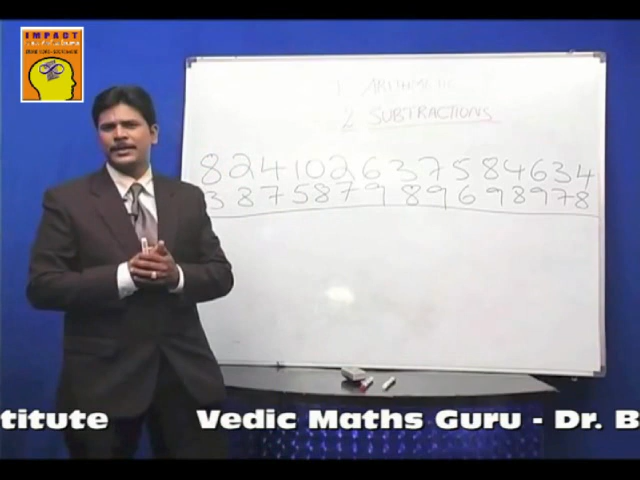 IMPACT
1. ARITHMETIC
2. SUBTRACTIONS
824102637584634
387587989698978
titute Vedic Maths Guru - Dr. B